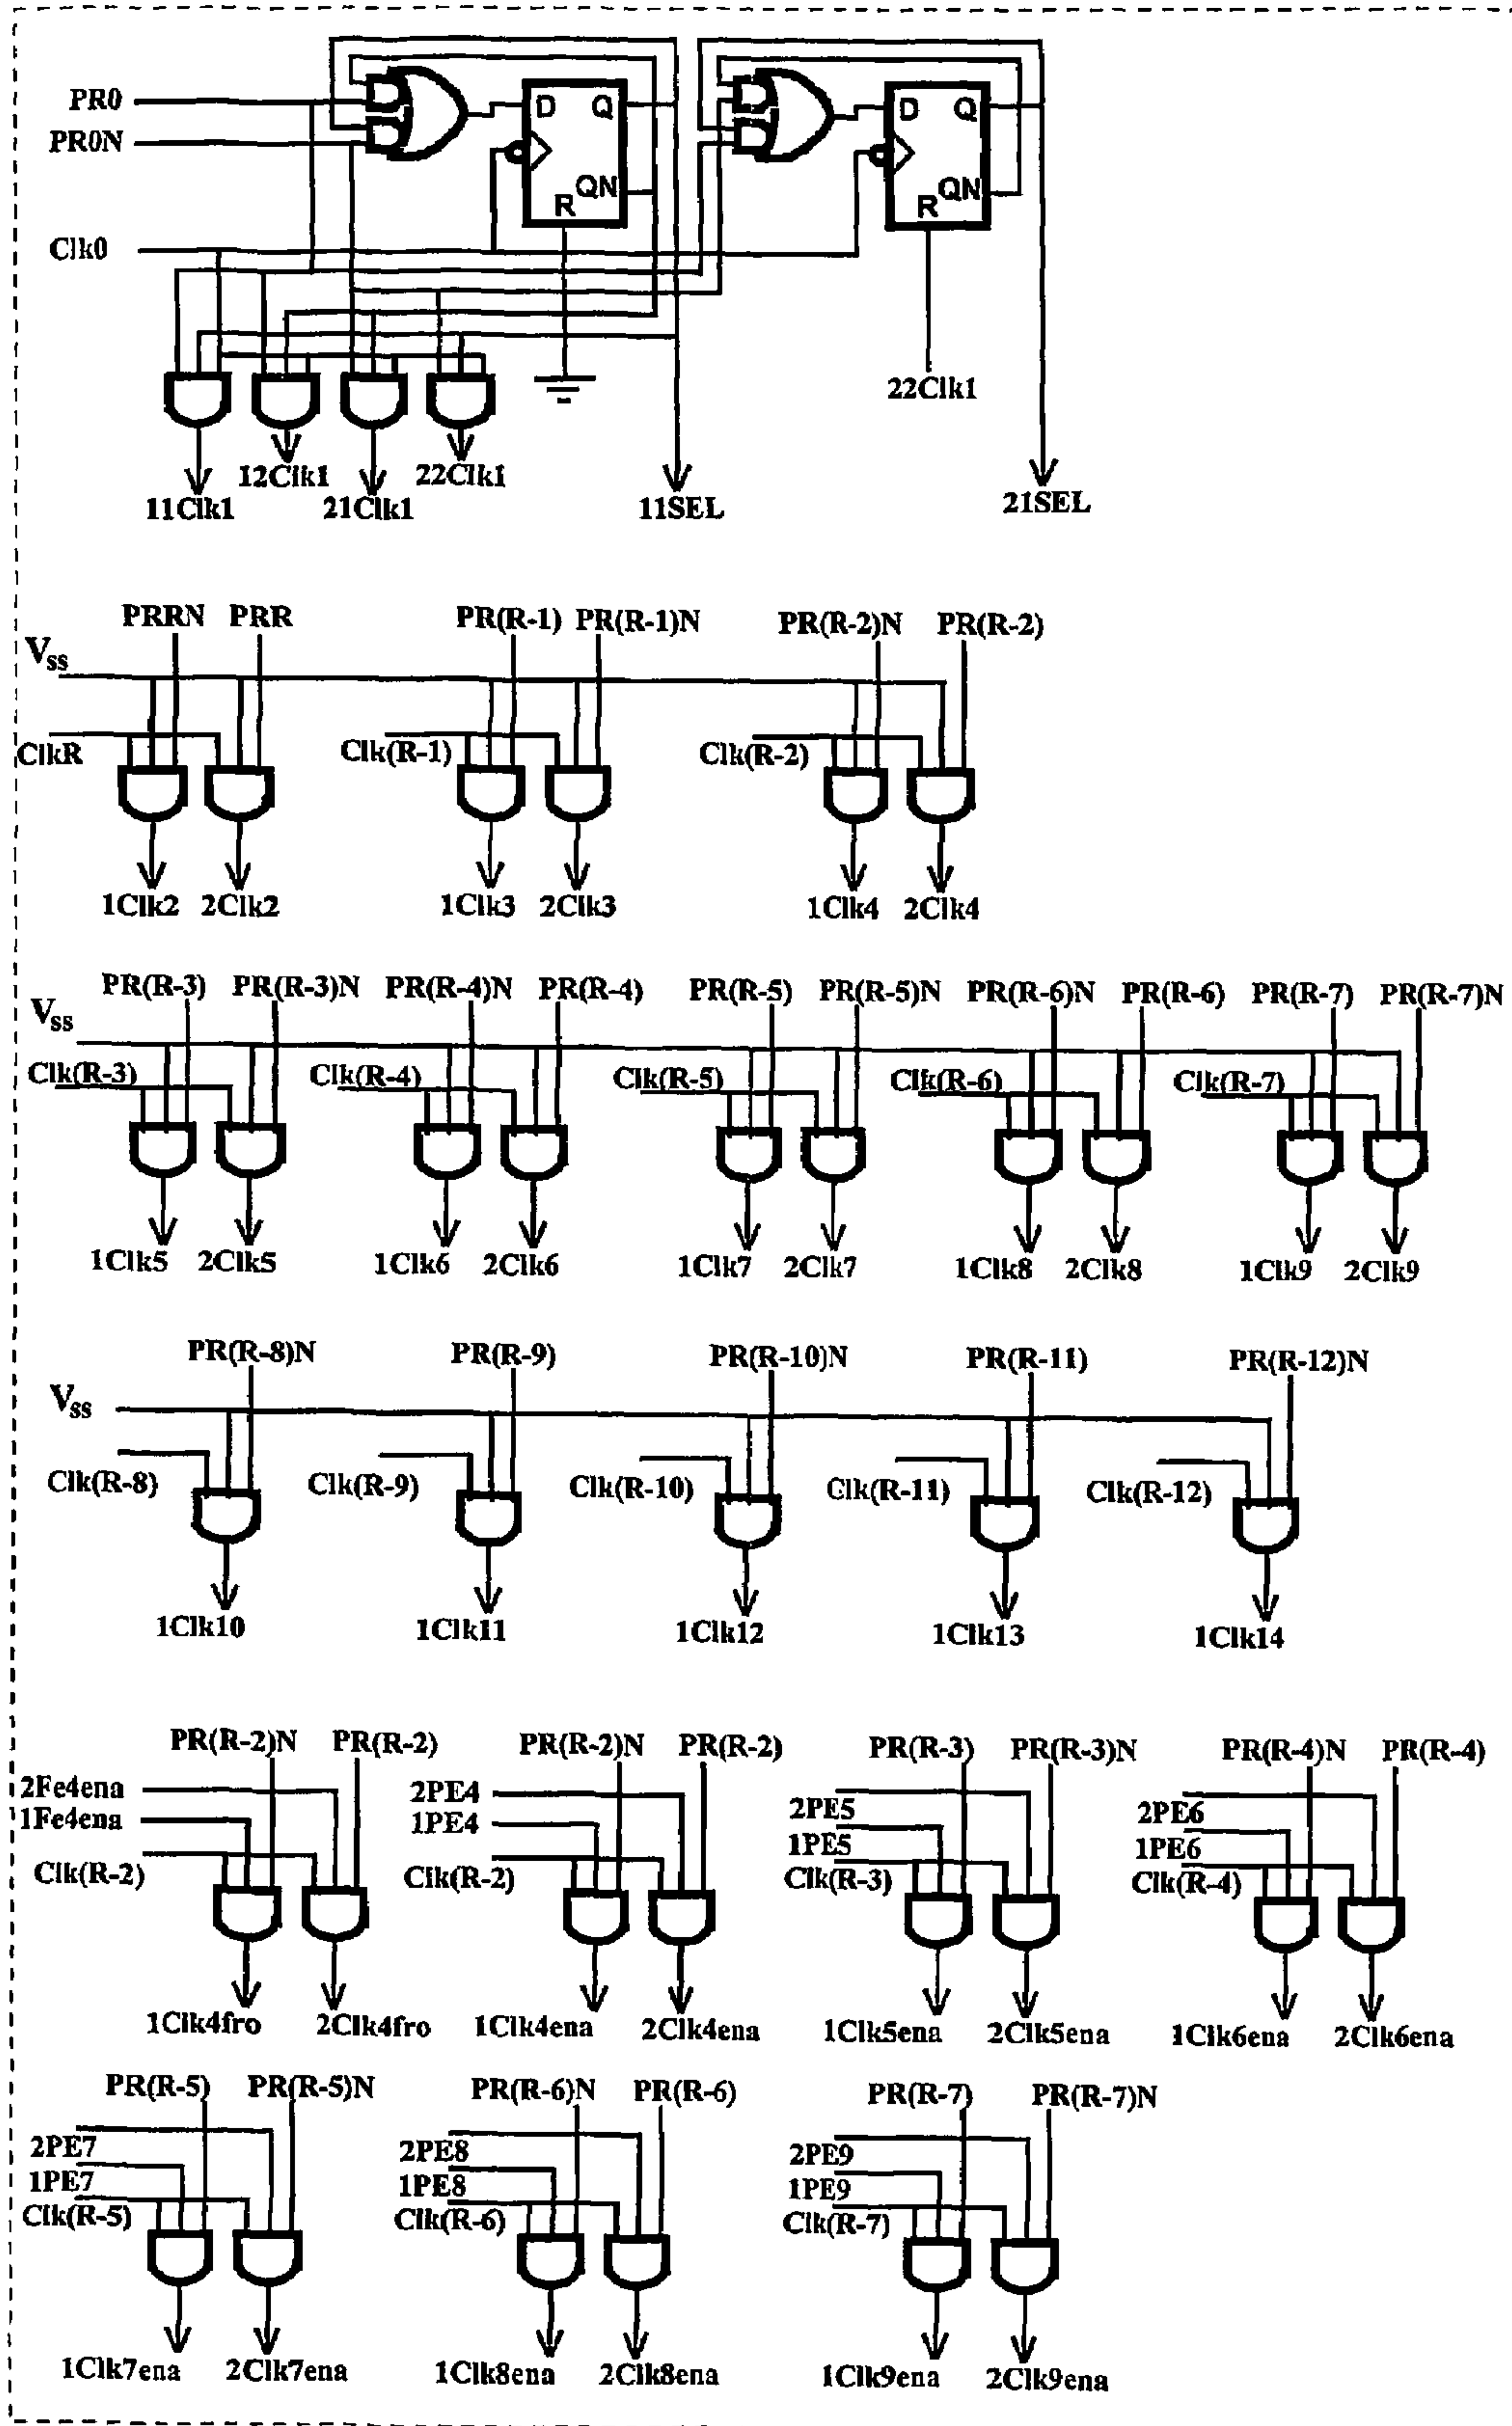 PR0
PR0N
Clk0
D Q
R QN
D Q
R QN
22Clk1
11Clk1 12Clk1 21Clk1 22Clk1 11SEL 21SEL
PRRN PRR PR(R-1) PR(R-1)N PR(R-2)N PR(R-2)
Vss
ClkR Clk(R-1) Clk(R-2)
1Clk2 2Clk2 1Clk3 2Clk3 1Clk4 2Clk4
PR(R-3) PR(R-3)N PR(R-4)N PR(R-4) PR(R-5) PR(R-5)N PR(R-6)N PR(R-6) PR(R-7) PR(R-7)N
Vss
Clk(R-3) Clk(R-4) Clk(R-5) Clk(R-6) Clk(R-7)
1Clk5 2Clk5 1Clk6 2Clk6 1Clk7 2Clk7 1Clk8 2Clk8 1Clk9 2Clk9
PR(R-8)N PR(R-9) PR(R-10)N PR(R-11) PR(R-12)N
Vss
Clk(R-8) Clk(R-9) Clk(R-10) Clk(R-11) Clk(R-12)
1Clk10 1Clk11 1Clk12 1Clk13 1Clk14
PR(R-2)N PR(R-2) PR(R-2)N PR(R-2) PR(R-3) PR(R-3)N PR(R-4)N PR(R-4)
2Fe4ena 2PE4 2PE5 2PE6
1Fe4ena 1PE4 1PE5 1PE6
Clk(R-2) Clk(R-2) Clk(R-3) Clk(R-4)
1Clk4fro 2Clk4fro 1Clk4ena 2Clk4ena 1Clk5ena 2Clk5ena 1Clk6ena 2Clk6ena
PR(R-5) PR(R-5)N PR(R-6)N PR(R-6) PR(R-7) PR(R-7)N
2PE7 2PE8 2PE9
1PE7 1PE8 1PE9
Clk(R-5) Clk(R-6) Clk(R-7)
1Clk7ena 2Clk7ena 1Clk8ena 2Clk8ena 1Clk9ena 2Clk9ena